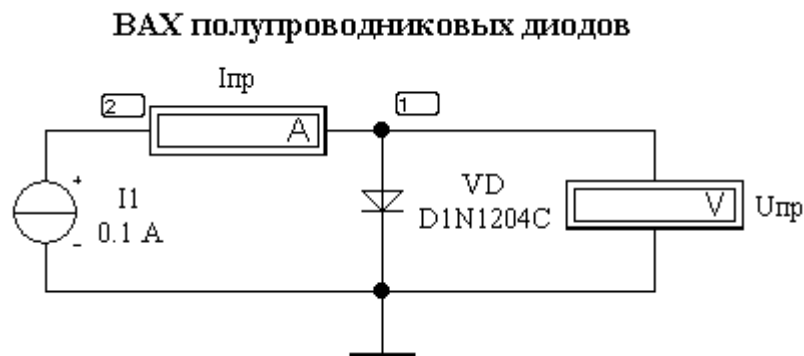 ВАХ полупроводниковых диодов
Iпр
2
1
A
I1
0.1 A
VD
D1N1204C
V
Uпр